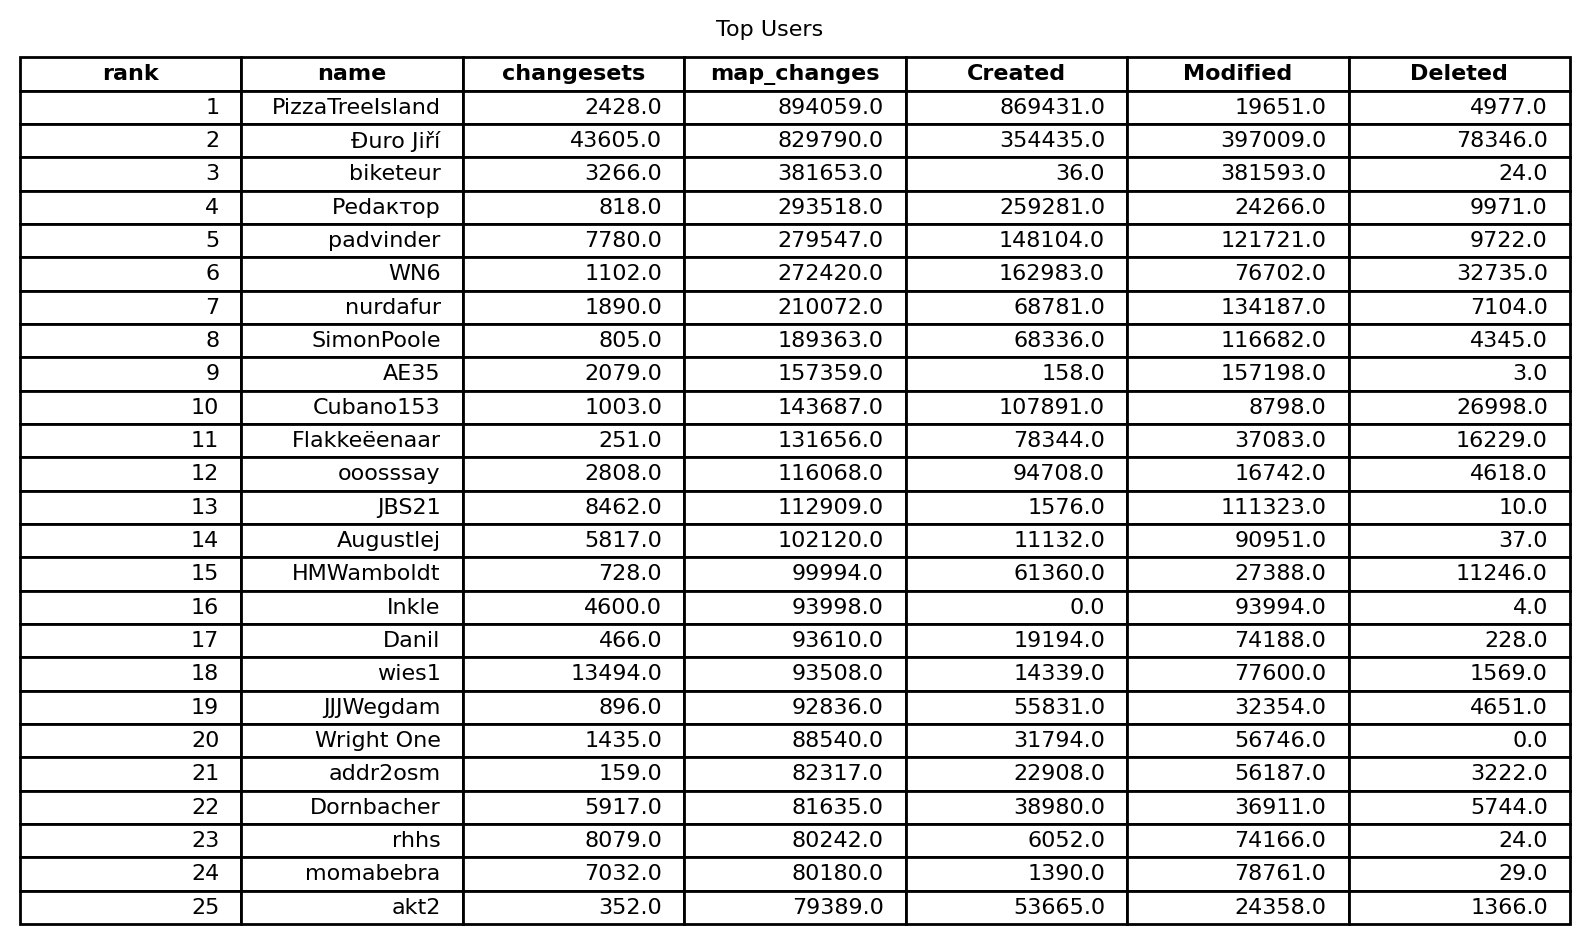 Top Users
rank name changesets map_changes Created Modified Deleted
1 PizzaTreeIsland 2428.0 894059.0 869431.0 19651.0 4977.0
2 Đuro Jiří 43605.0 829790.0 354435.0 397009.0 78346.0
3 biketeur 3266.0 381653.0 36.0 381593.0 24.0
4 Рedактор 818.0 293518.0 259281.0 24266.0 9971.0
5 padvinder 7780.0 279547.0 148104.0 121721.0 9722.0
6 WN6 1102.0 272420.0 162983.0 76702.0 32735.0
7 nurdafur 1890.0 210072.0 68781.0 134187.0 7104.0
8 SimonPoole 805.0 189363.0 68336.0 116682.0 4345.0
9 AE35 2079.0 157359.0 158.0 157198.0 3.0
10 Cubano153 1003.0 143687.0 107891.0 8798.0 26998.0
11 Flakkeëenaar 251.0 131656.0 78344.0 37083.0 16229.0
12 ooosssay 2808.0 116068.0 94708.0 16742.0 4618.0
13 JBS21 8462.0 112909.0 1576.0 111323.0 10.0
14 Augustlej 5817.0 102120.0 11132.0 90951.0 37.0
15 HMWamboldt 728.0 99994.0 61360.0 27388.0 11246.0
16 Inkle 4600.0 93998.0 0.0 93994.0 4.0
17 Danil 466.0 93610.0 19194.0 74188.0 228.0
18 wies1 13494.0 93508.0 14339.0 77600.0 1569.0
19 JJJWegdam 896.0 92836.0 55831.0 32354.0 4651.0
20 Wright One 1435.0 88540.0 31794.0 56746.0 0.0
21 addr2osm 159.0 82317.0 22908.0 56187.0 3222.0
22 Dornbacher 5917.0 81635.0 38980.0 36911.0 5744.0
23 rhhs 8079.0 80242.0 6052.0 74166.0 24.0
24 momabebra 7032.0 80180.0 1390.0 78761.0 29.0
25 akt2 352.0 79389.0 53665.0 24358.0 1366.0